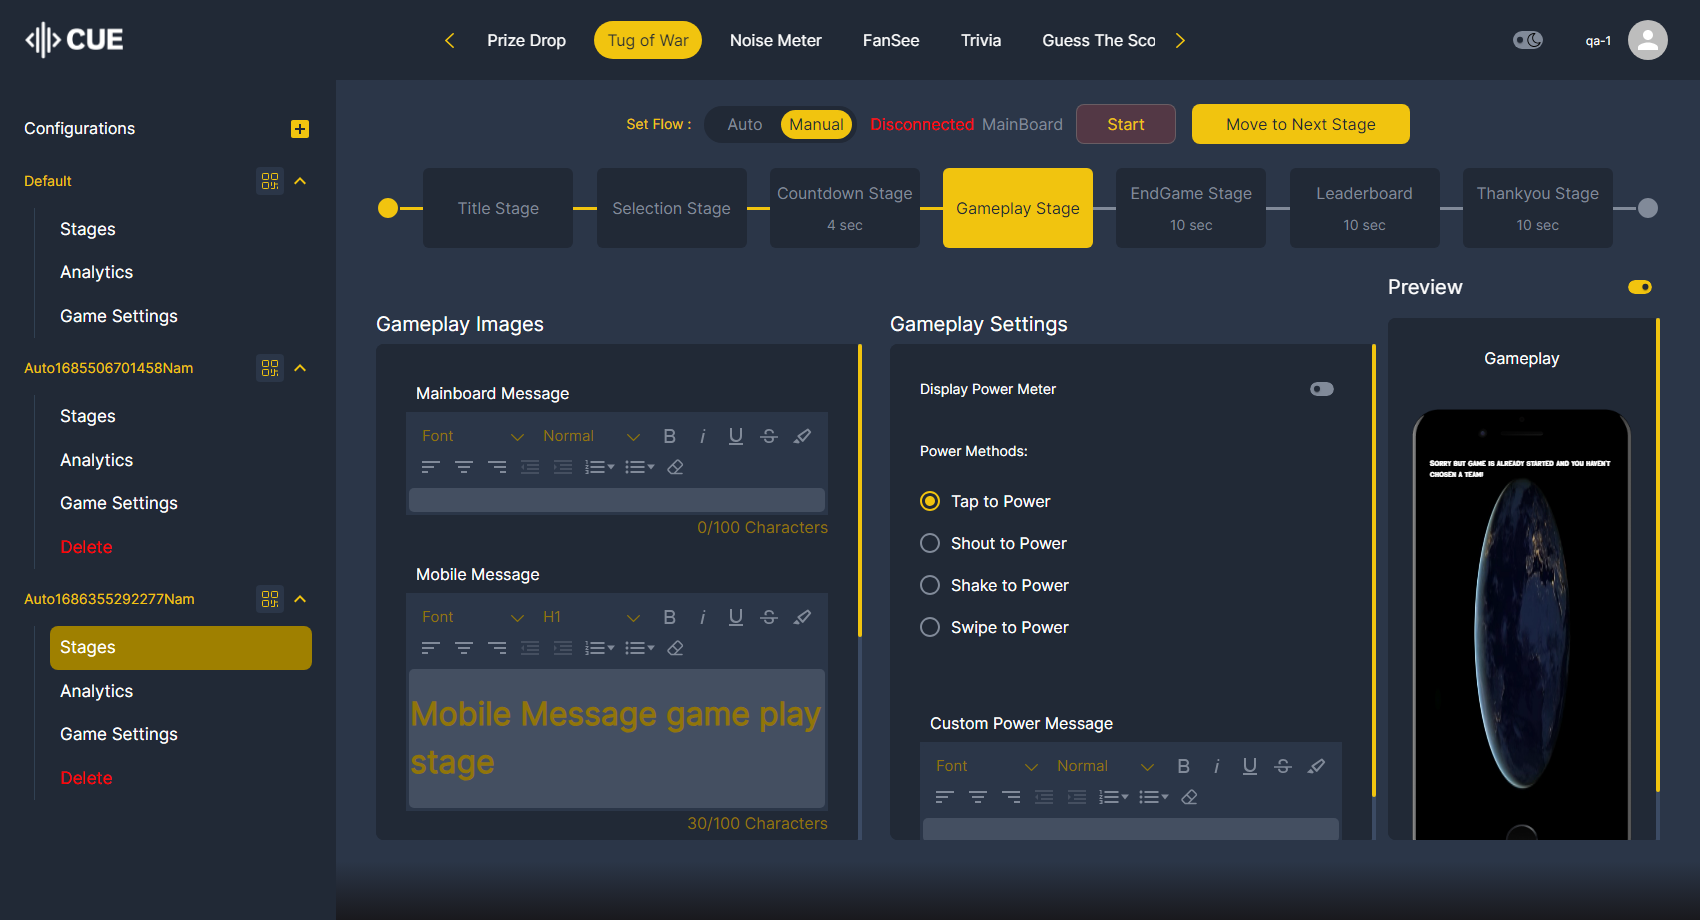 CUE
Prize Drop
Tug of War
Noise Meter
FanSee
Trivia
Guess The Sco
qa-1
Configurations
Default
Stages
Analytics
Game Settings
Auto1685506701458Nam
Stages
Analytics
Game Settings
Delete
Auto1686355292277Nam
Stages
Analytics
Game Settings
Delete
Set Flow :
Auto
Manual
Disconnected MainBoard
Start
Move to Next Stage
Title Stage
Selection Stage
Countdown Stage
4 sec
Gameplay Stage
EndGame Stage
10 sec
Leaderboard
10 sec
Thankyou Stage
10 sec
Gameplay Images
Mainboard Message
Font
Normal
B i U S
0/100 Characters
Mobile Message
Font
H1
B i U S
Mobile Message game play
stage
30/100 Characters
Gameplay Settings
Display Power Meter
Power Methods:
Tap to Power
Shout to Power
Shake to Power
Swipe to Power
Custom Power Message
Font
Normal
B i U S
Preview
Gameplay
Sorry but game is already started and you haven't
chosen a team!